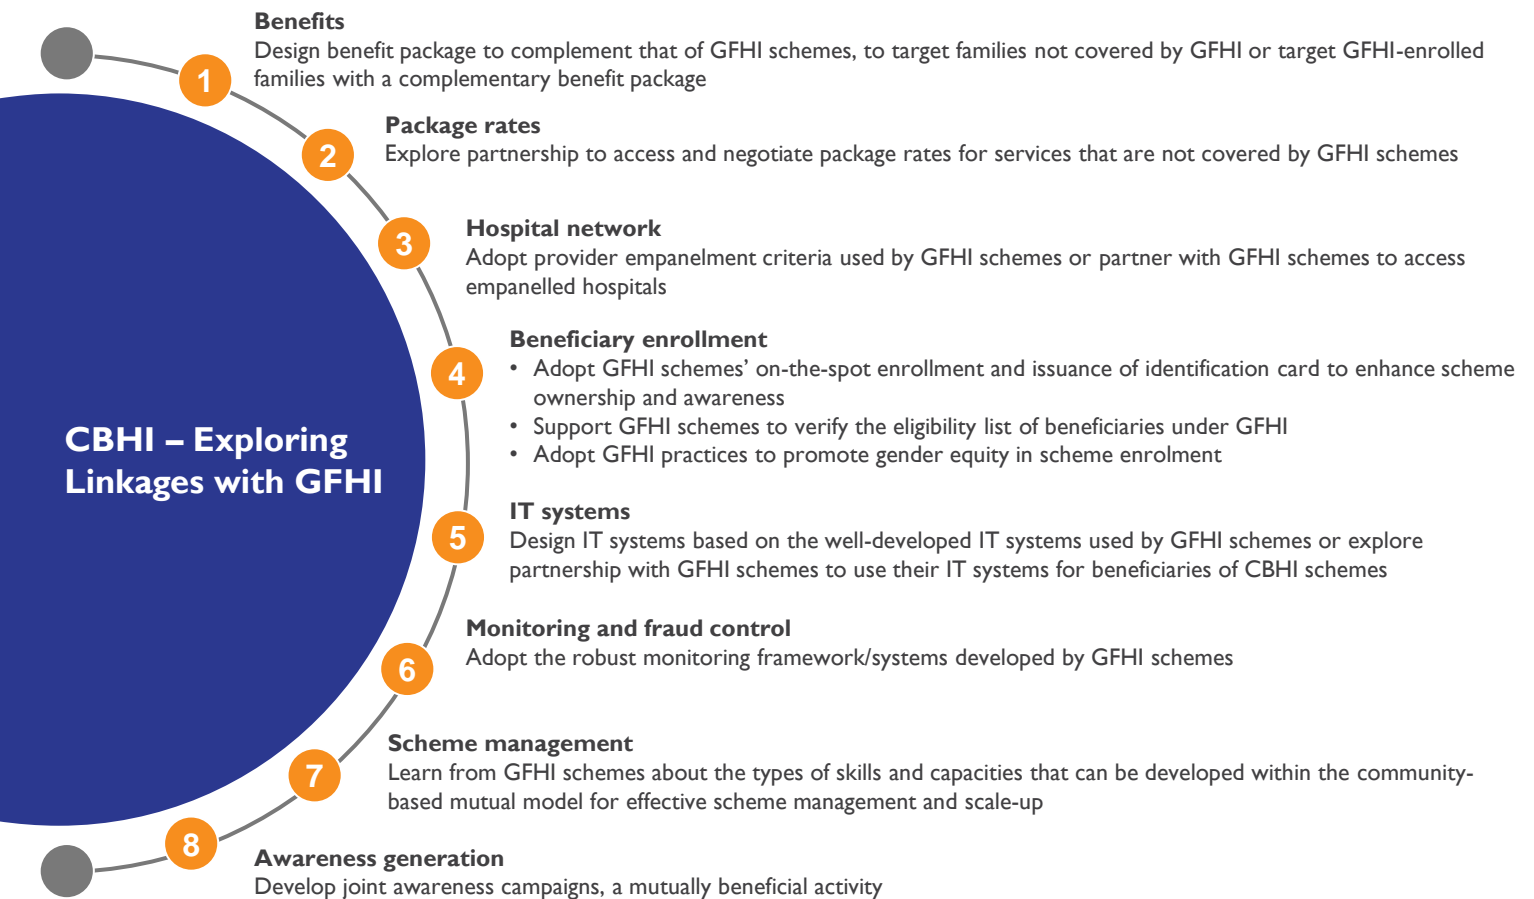 Benefits
Design benefit package to complement that of GFHI schemes, to target families not covered by GFHI or target GFHI-enrolled
families with a complementary benefit package
1
Package rates
Explore partnership to access and negotiate package rates for services that are not covered by GFHI schemes
2
Hospital network
Adopt provider empanelment criteria used by GFHI schemes or partner with GFHI schemes to access
empanelled hospitals
3
Beneficiary enrollment
• Adopt GFHI schemes’ on-the-spot enrollment and issuance of identification card to enhance scheme
ownership and awareness
• Support GFHI schemes to verify the eligibility list of beneficiaries under GFHI
• Adopt GFHI practices to promote gender equity in scheme enrolment
4
CBHI – Exploring
Linkages with GFHI
IT systems
Design IT systems based on the well-developed IT systems used by GFHI schemes or explore
partnership with GFHI schemes to use their IT systems for beneficiaries of CBHI schemes
5
Monitoring and fraud control
Adopt the robust monitoring framework/systems developed by GFHI schemes
6
Scheme management
Learn from GFHI schemes about the types of skills and capacities that can be developed within the community-
based mutual model for effective scheme management and scale-up
7
8
Awareness generation
Develop joint awareness campaigns, a mutually beneficial activity